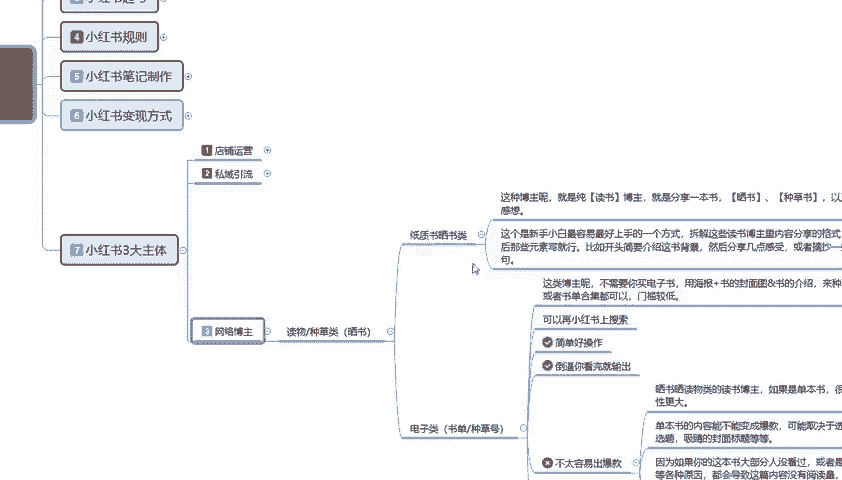 4 小红书规则
5 小红书笔记制作
6 小红书变现方式
7 小红书3大主体
1 店铺运营
2 私域引流
3 网络博主
读物/种草类（晒书）
纸质书晒书类
这种博主呢，就是纯【读书】博主，就是分享一本书，【晒书】、【种草书】，以
感想。
这个是新手小白最容易最好上手的一个方式，拆解这些读书博主里内容分享的格式
后那些元素写就行。比如开头简要介绍这书背景，然后分享几点感受，或者摘抄一
句。
电子类（书单/种草号）
这类博主呢，不需要你买电子书，用海报+书的封面图&书的介绍，来种
或者书单合集都可以，门槛较低。
可以再小红书上搜索
简单好操作
倒逼你看完就输出
不太容易出爆款
晒书晒读物类的读书博主，如果是单本书，很
性更大。
单本书的内容能不能变成爆款，可能取决于选
选题，吸睛的封面标题等等。
因为如果你的这本书大部分人没看过，或者是
等各种原因，都会导致这篇内容没有阅读量，